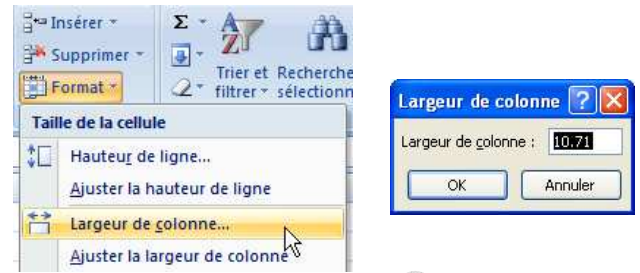 Insérer
Supprimer
Format
Σ
Trier et
filtrer
Recherche
sélectionn
Taille de la cellule
Hauteur de ligne...
Ajuster la hauteur de ligne
Largeur de colonne...
Ajuster la largeur de colonne
Largeur de colonne
Largeur de colonne :
10.71
OK
Annuler